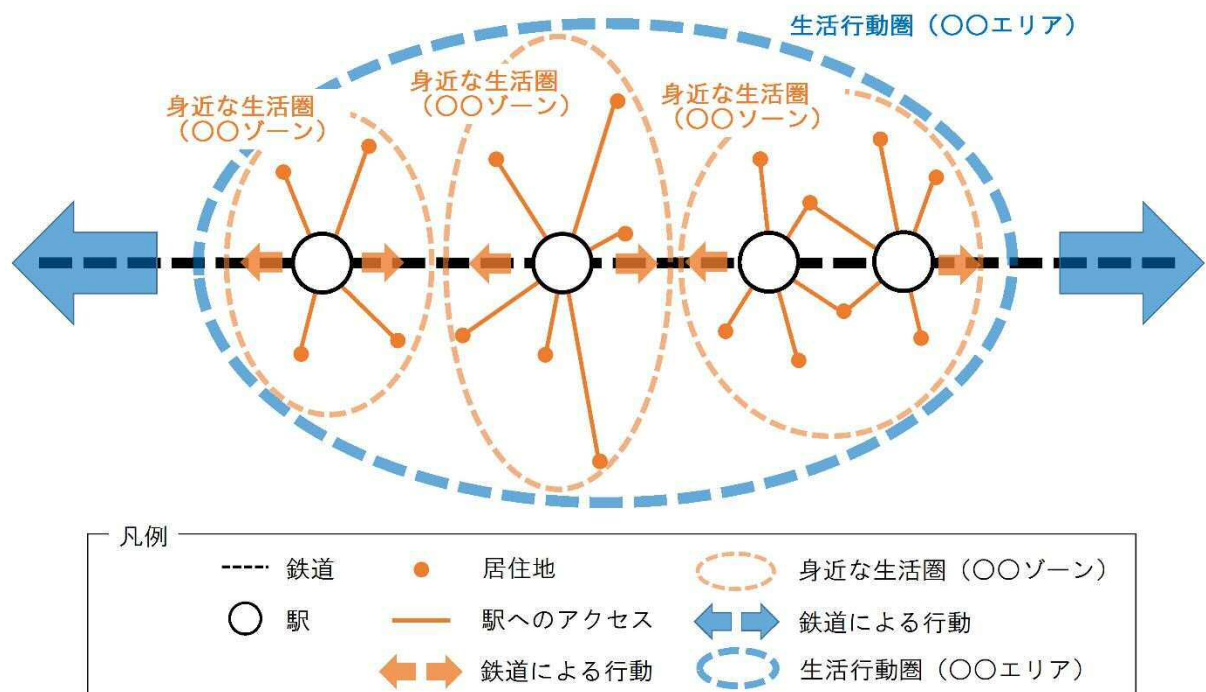 生活行動圏（〇〇エリア）
身近な生活圏
（〇〇ゾーン）
身近な生活圏
（〇〇ゾーン）
身近な生活圏
（〇〇ゾーン）
凡例
鉄道
居住地
身近な生活圏（〇〇ゾーン）
駅
駅へのアクセス
鉄道による行動
鉄道による行動
生活行動圏（〇〇エリア）